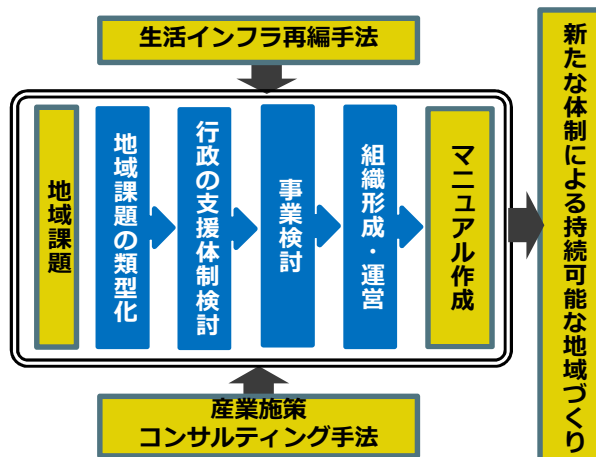 生活インフラ再編手法
地域課題
地域課題の類型化
行政の支援体制検討
事業検討
組織形成・運営
マニュアル作成
新たな体制による持続可能な地域づくり
産業施策
コンサルティング手法